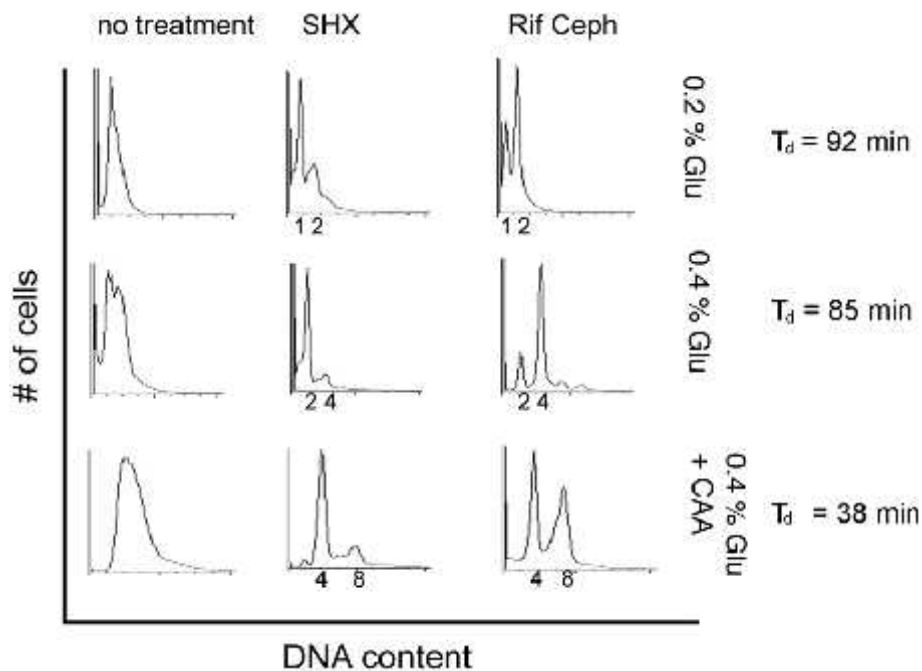 no treatment SHX Rif Ceph
0.2 % Glu
T_d = 92 min
1 2 1 2
0.4 % Glu
T_d = 85 min
2 4 2 4
0.4 % Glu
+ CAA
T_d = 38 min
4 8 4 8
# of cells
DNA content